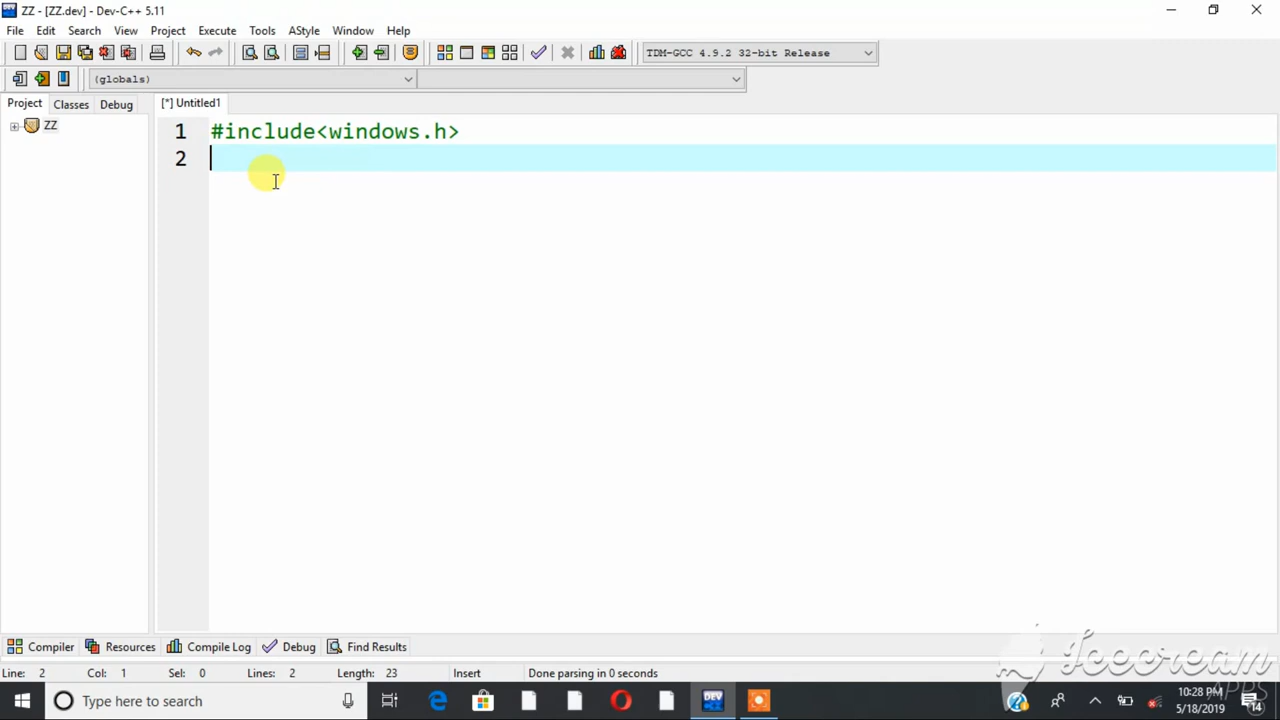 ZZ - [ZZ.dev] - Dev-C++ 5.11
File Edit Search View Project Execute Tools AStyle Window Help
TDM-GCC 4.9.2 32-bit Release
(globals)
Project Classes Debug [*] Untitled1
ZZ
1 #include<windows.h>
2
Compiler Resources Compile Log Debug Find Results
Line: 2 Col: 1 Sel: 0 Lines: 2 Length: 23 Insert Done parsing in 0 seconds
Icecream
APPS
Type here to search
10:28 PM
5/18/2019
14